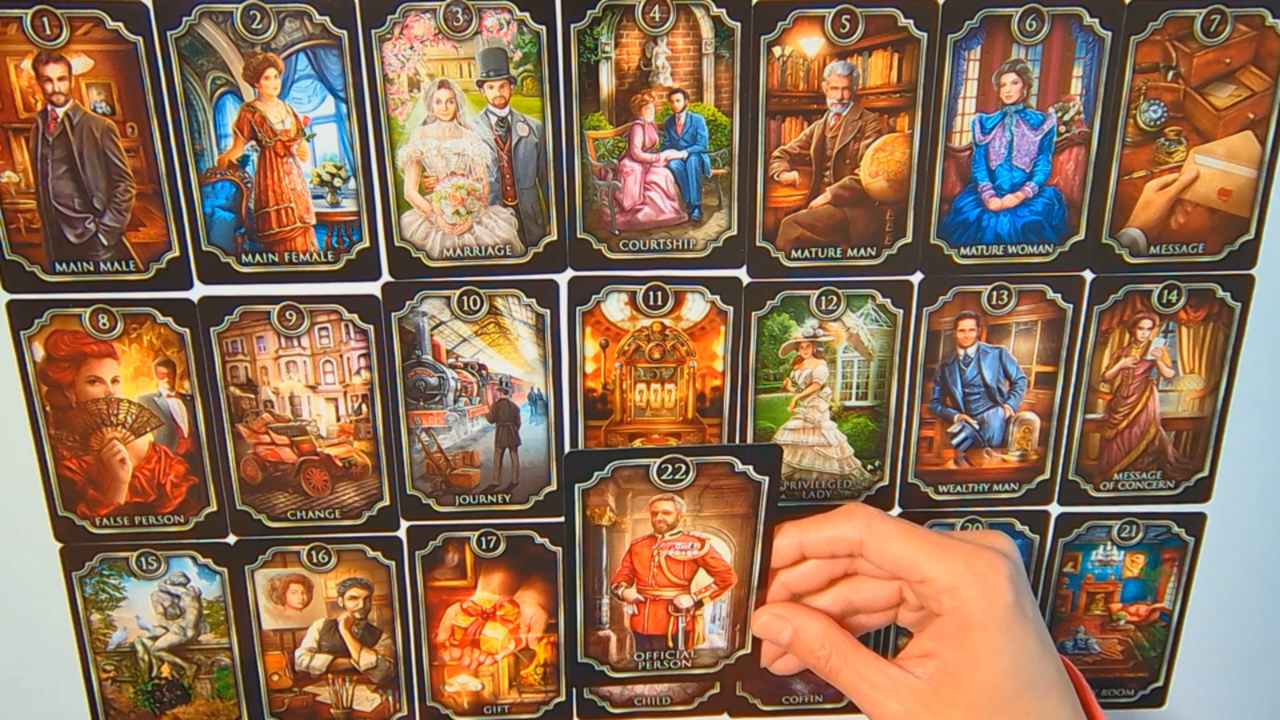 1
MAIN MALE
2
MAIN FEMALE
3
MARRIAGE
4
COURTSHIP
5
MATURE MAN
6
MATURE WOMAN
7
MESSAGE
8
FALSE PERSON
9
CHANGE
10
JOURNEY
11
777
12
PRIVILEGED
LADY
13
WEALTHY MAN
14
MESSAGE
OF CONCERN
15
16
17
GIFT
22
OFFICIAL
PERSON
CHILD
COFFIN
20
21
ROOM